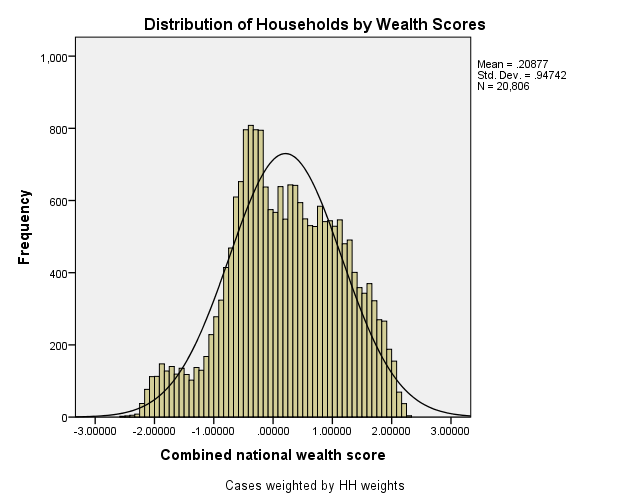 Distribution of Households by Wealth Scores
Mean = .20877
Std. Dev. = .94742
N = 20,806
1,000
800
600
400
200
0
Frequency
-3.00000 -2.00000 -1.00000 .00000 1.00000 2.00000 3.00000
Combined national wealth score
Cases weighted by HH weights